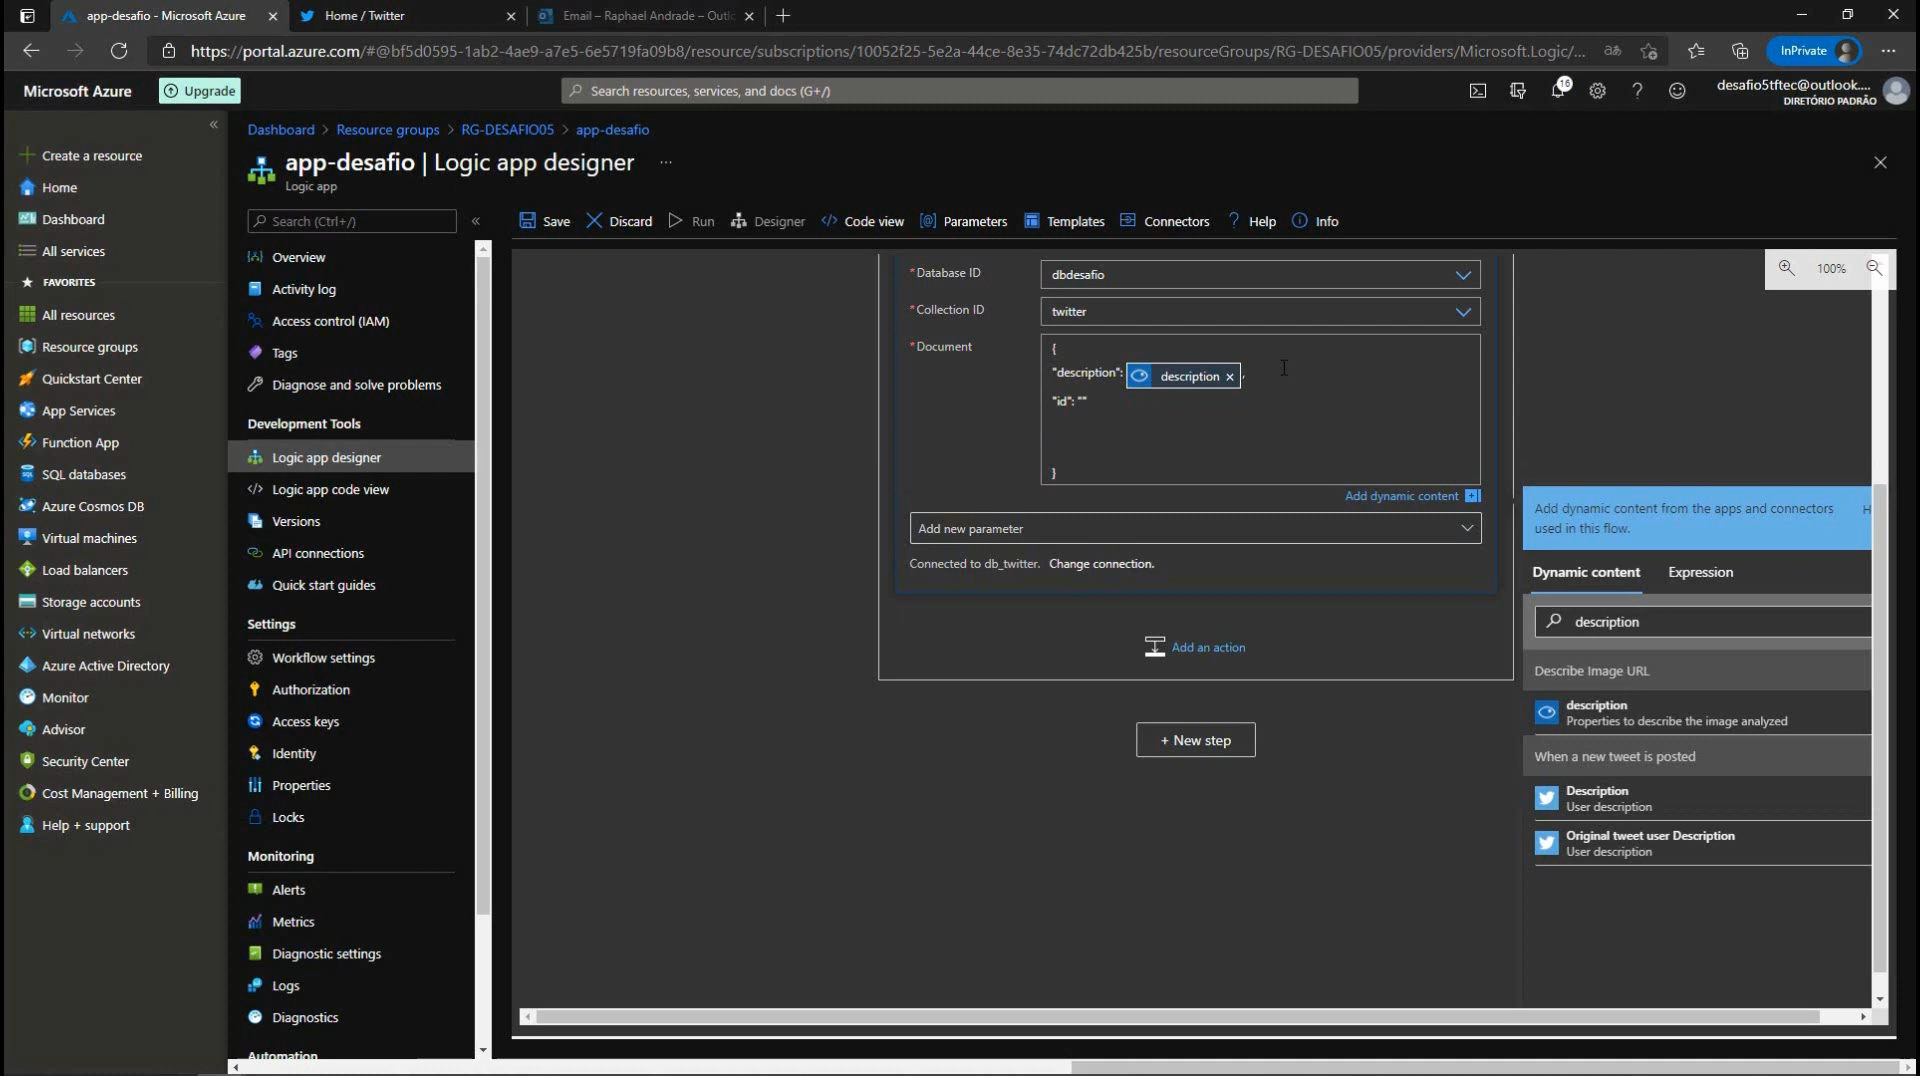 app-desafio - Microsoft Azure
Home / Twitter
Email – Raphael Andrade – Outl
https://portal.azure.com/#@bf5d0595-1ab2-4ae9-a7e5-6e5719fa09b8/resource/subscriptions/10052f25-5e2a-44ce-8e35-74dc72db425b/resourceGroups/RG-DESAFIO05/providers/Microsoft.Logic/...
InPrivate
Microsoft Azure
Upgrade
Search resources, services, and docs (G+/)
16
desafio5tftec@outlook....
DIRETÓRIO PADRÃO
Dashboard > Resource groups > RG-DESAFIO05 > app-desafio
app-desafio | Logic app designer ...
Logic app
Create a resource
Home
Dashboard
All services
FAVORITES
All resources
Resource groups
Quickstart Center
App Services
Function App
SQL databases
Azure Cosmos DB
Virtual machines
Load balancers
Storage accounts
Virtual networks
Azure Active Directory
Monitor
Advisor
Security Center
Cost Management + Billing
Help + support
Search (Ctrl+/)
Overview
Activity log
Access control (IAM)
Tags
Diagnose and solve problems
Development Tools
Logic app designer
Logic app code view
Versions
API connections
Quick start guides
Settings
Workflow settings
Authorization
Access keys
Identity
Properties
Locks
Monitoring
Alerts
Metrics
Diagnostic settings
Logs
Diagnostics
Automation
Save
Discard
Run
Designer
Code view
Parameters
Templates
Connectors
Help
Info
100%
*Database ID
dbdesafio
*Collection ID
twitter
*Document
{
"description": description ,
"id": ""
}
Add dynamic content
Add new parameter
Connected to db_twitter. Change connection.
Add an action
+ New step
Add dynamic content from the apps and connectors H
used in this flow.
Dynamic content
Expression
description
Describe Image URL
description
Properties to describe the image analyzed
When a new tweet is posted
Description
User description
Original tweet user Description
User description